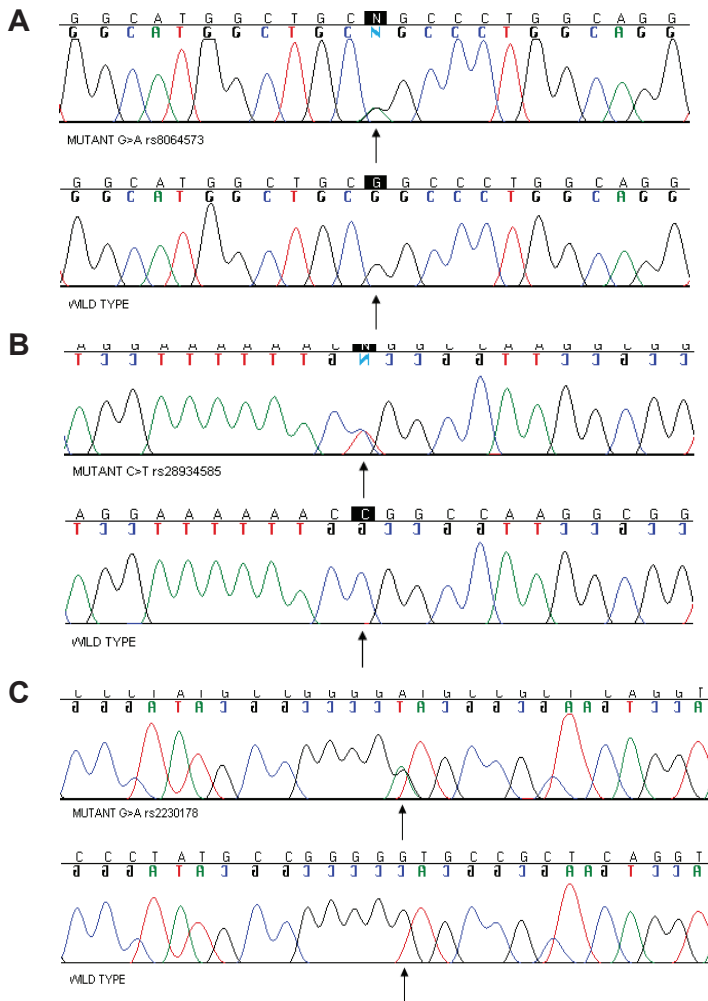 A
G G C A T G G C T G C N G C C C T G G C A G G
G G C A T G G C T G C N G C C C T G G C A G G
MUTANT G>A rs8064573
G G C A T G G C T G C G G C C C T G G C A G G
G G C A T G G C T G C G G C C C T G G C A G G
WILD TYPE
B
A G G A A A A A A C N G G C C A A G G C G G
T C C T T T T T T G N C C G G T T C C G C C
MUTANT C>T rs28934585
A G G A A A A A A C C G G C C A A G G C G G
T C C T T T T T T G G C C G G T T C C G C C
WILD TYPE
C
C C C T A T G C C G G G G A T G C C G C T A C A G G T
G G G A T A C G G C C C C T A C G G C G A A G T C C A
MUTANT G>A rs2230178
C C C T A T G C C G G G G G T G C C G C T A C A G G T
G G G A T A C G G C C C C C A C G G C G A A G T C C A
WILD TYPE